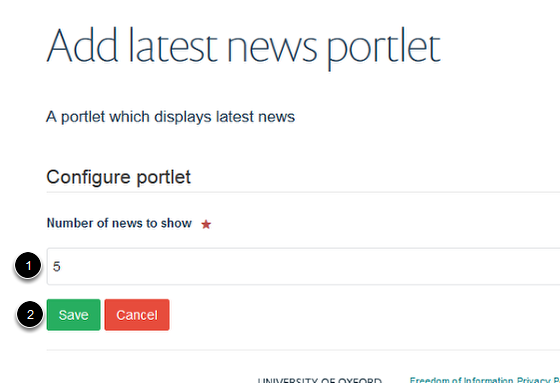 Add latest news portlet
A portlet which displays latest news
Configure portlet
Number of news to show
1 5
2 Save Cancel
UNIVERSITY OF OXFORD Freedom of Information Privacy